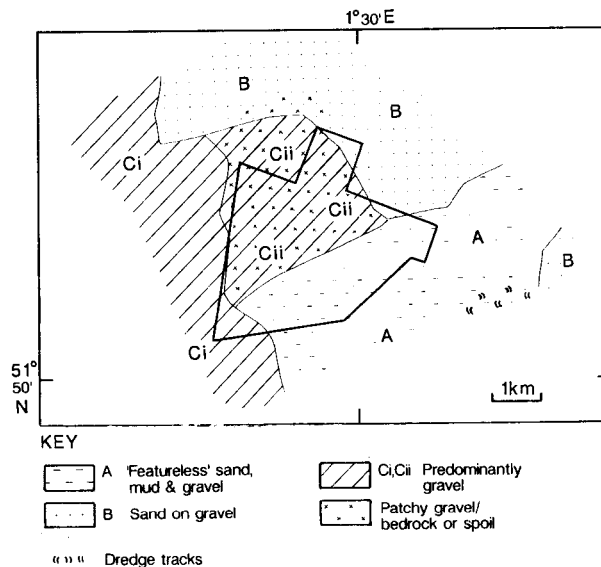 1° 30' E
B
B
Ci
Cii
Cii
Cii
A
B
A
Ci
51°
50'
N
1km
KEY
A 'Featureless' sand, mud & gravel
B Sand on gravel
Dredge tracks
Ci,Cii Predominantly gravel
Patchy gravel/ bedrock or spoil